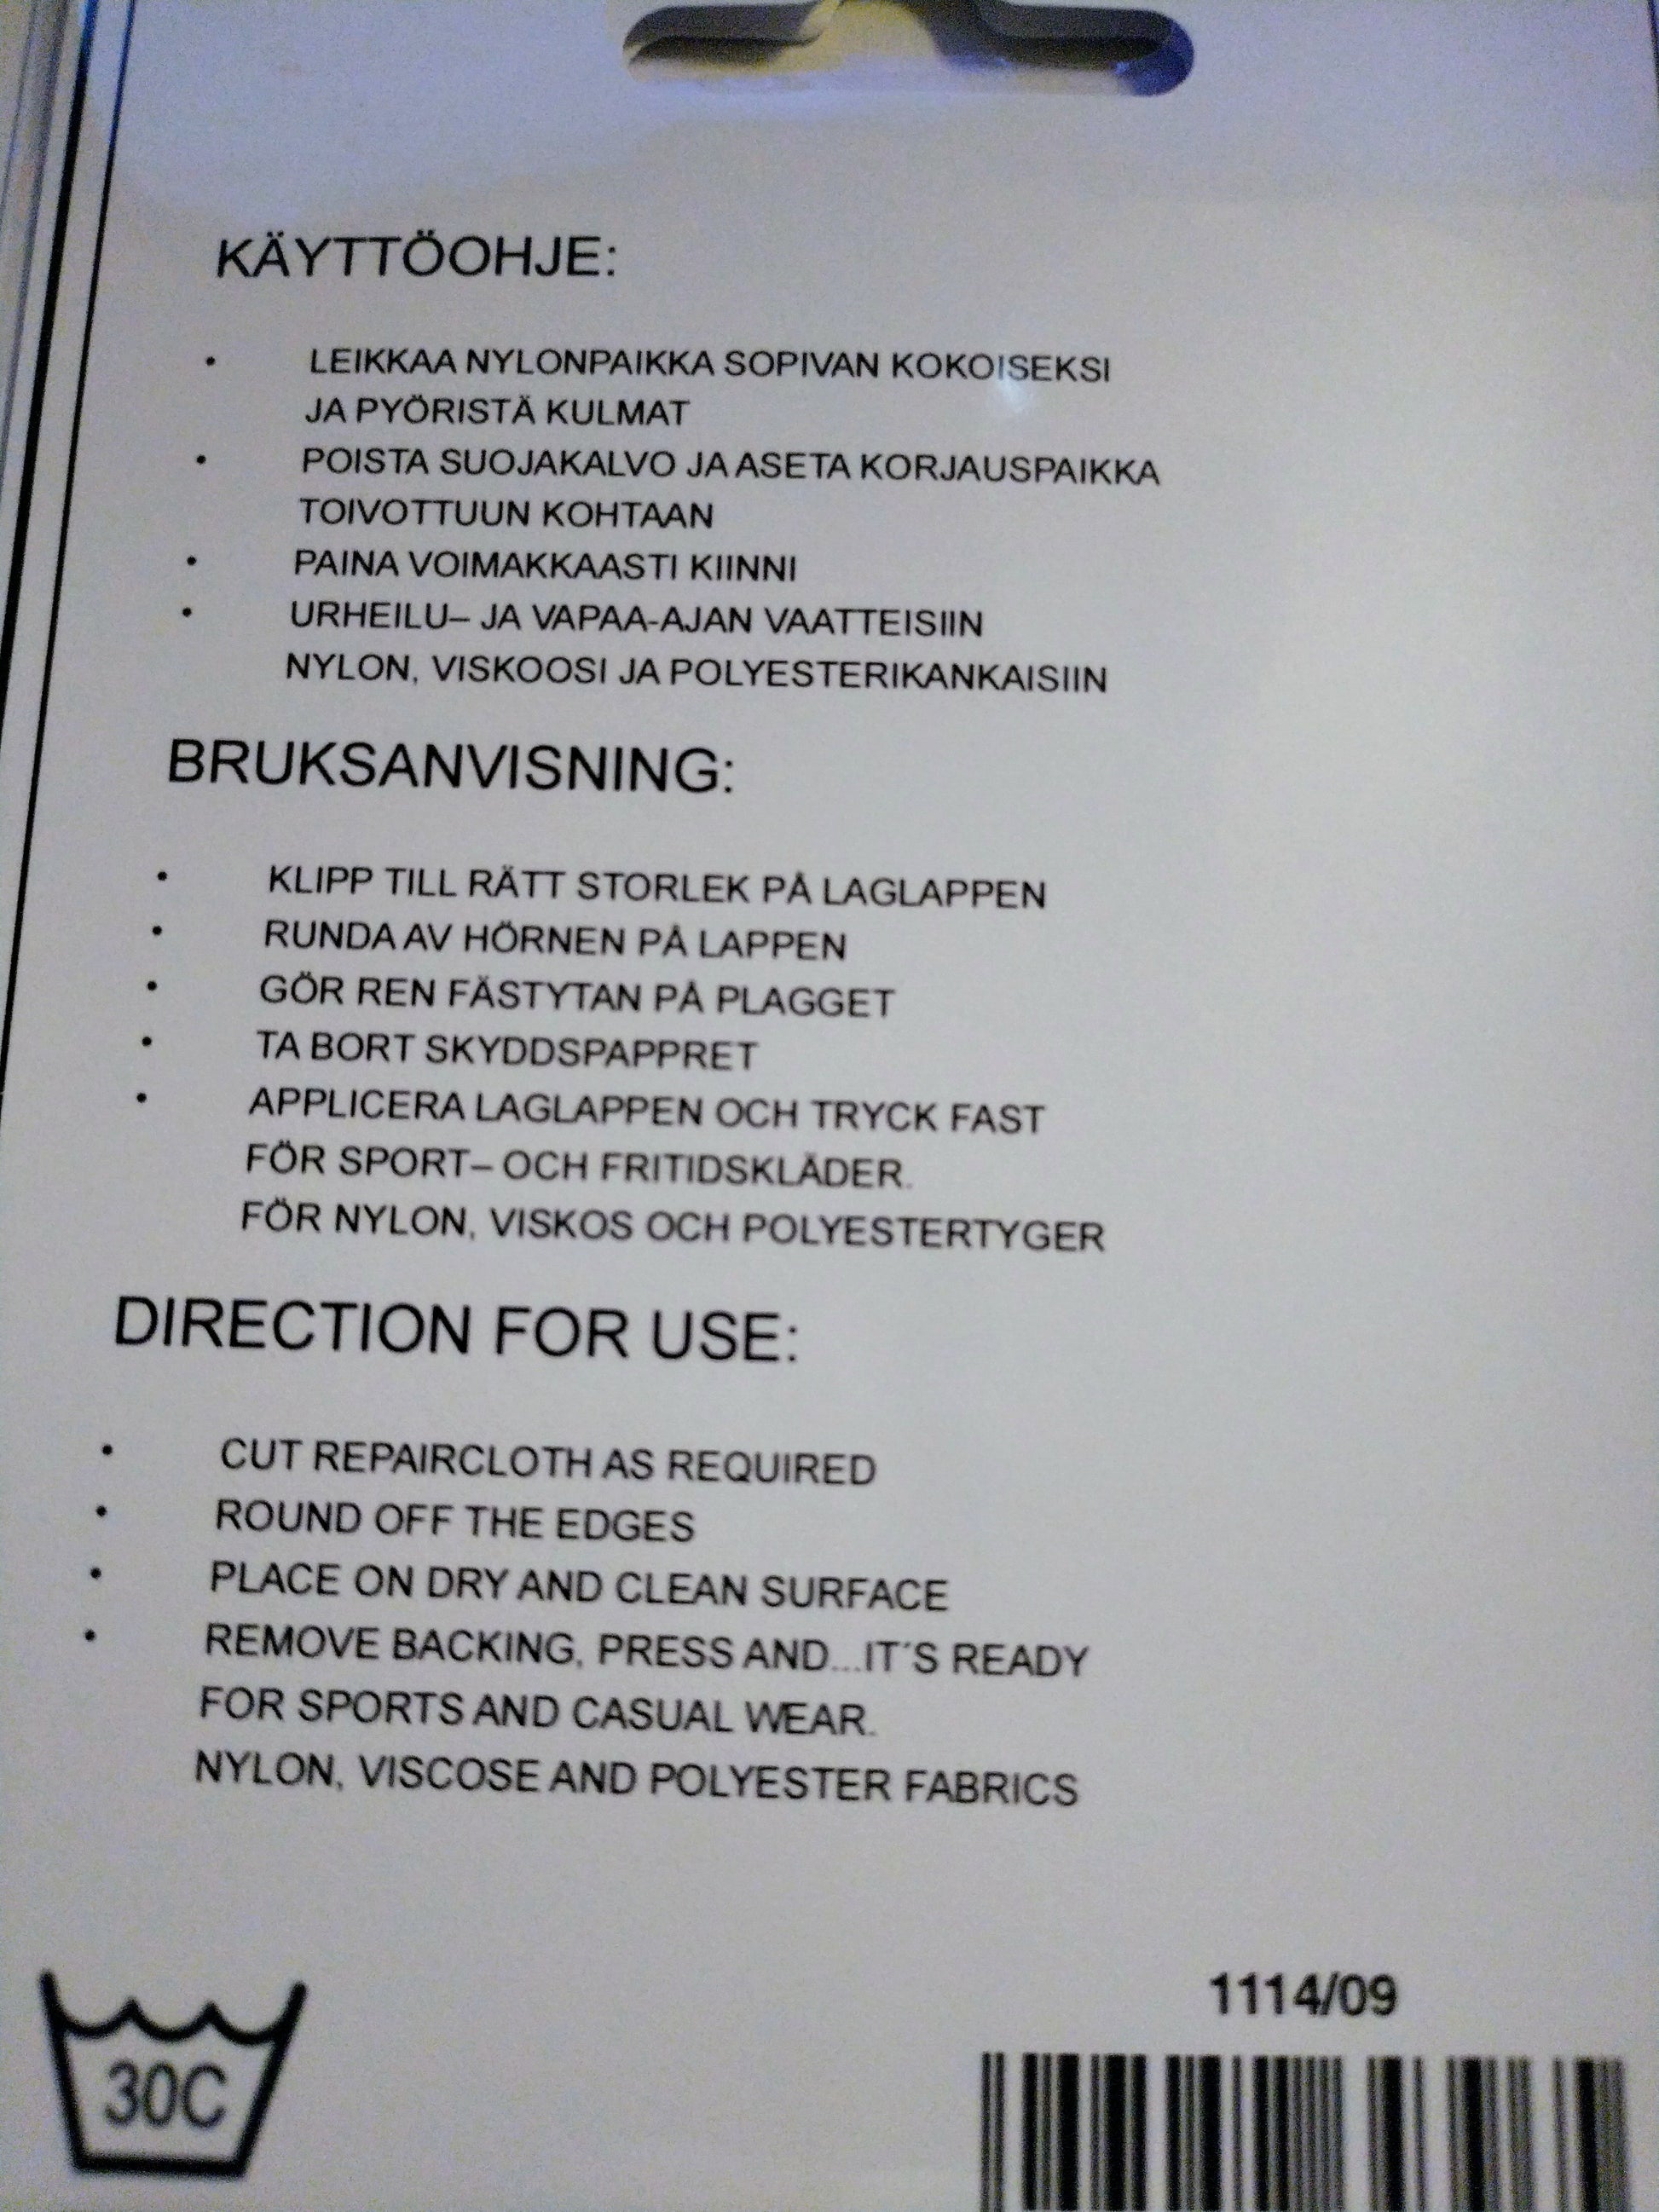 KÄYTTÖOHJE:
• LEIKKAA NYLONPAIKKA SOPIVAN KOKOISEKSI
JA PYÖRISTÄ KULMAT
• POISTA SUOJAKALVO JA ASETA KORJAUSPAIKKA
TOIVOTTUUN KOHTAAN
• PAINA VOIMAKKAASTI KIINNI
• URHEILU– JA VAPAA-AJAN VAATTEISIIN
NYLON, VISKOOSI JA POLYESTERIKANKAISIIN
BRUKSANVISNING:
• KLIPP TILL RÄTT STORLEK PÅ LAGLAPPEN
• RUNDA AV HÖRNEN PÅ LAPPEN
• GÖR REN FÄSTYTAN PÅ PLAGGET
• TA BORT SKYDDSPAPPRET
• APPLICERA LAGLAPPEN OCH TRYCK FAST
FÖR SPORT– OCH FRITIDSKLÄDER.
FÖR NYLON, VISKOS OCH POLYESTERTYGER
DIRECTION FOR USE:
• CUT REPAIRCLOTH AS REQUIRED
• ROUND OFF THE EDGES
• PLACE ON DRY AND CLEAN SURFACE
• REMOVE BACKING, PRESS AND...IT´S READY
FOR SPORTS AND CASUAL WEAR.
NYLON, VISCOSE AND POLYESTER FABRICS
1114/09
30C